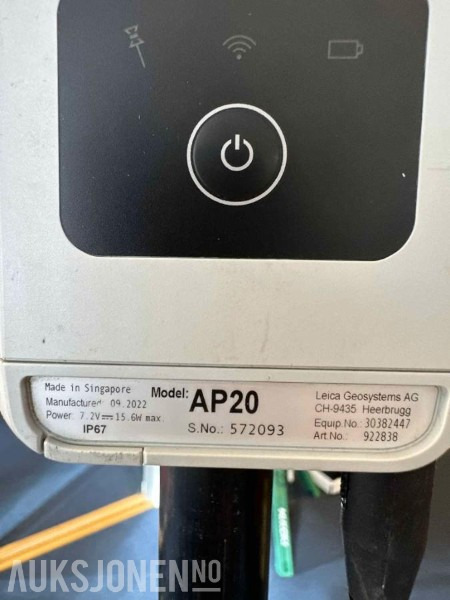 Made in Singapore
Manufactured: 09.2022
Power: 7.2V⎓15.6W max.
IP67
Model: AP20
S.No.: 572093
Leica Geosystems AG
CH-9435 Heerbrugg
Equip.No.: 30382447
Art.No.: 922838
AUKSJONEN.NO